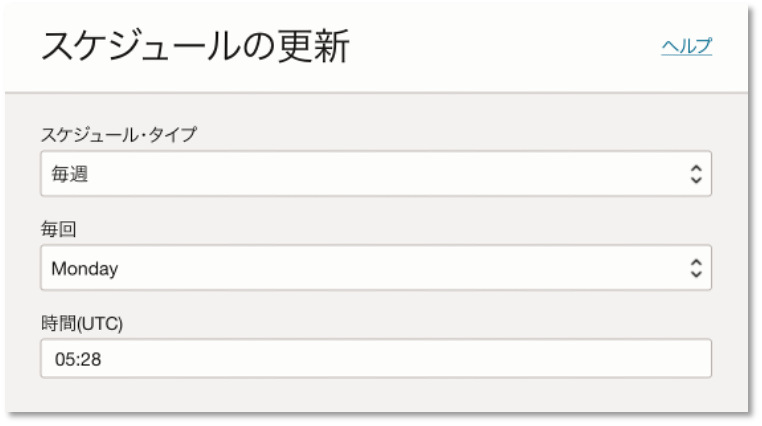 スケジュールの更新
ヘルプ
スケジュール・タイプ
毎週
毎回
Monday
時間(UTC)
05:28